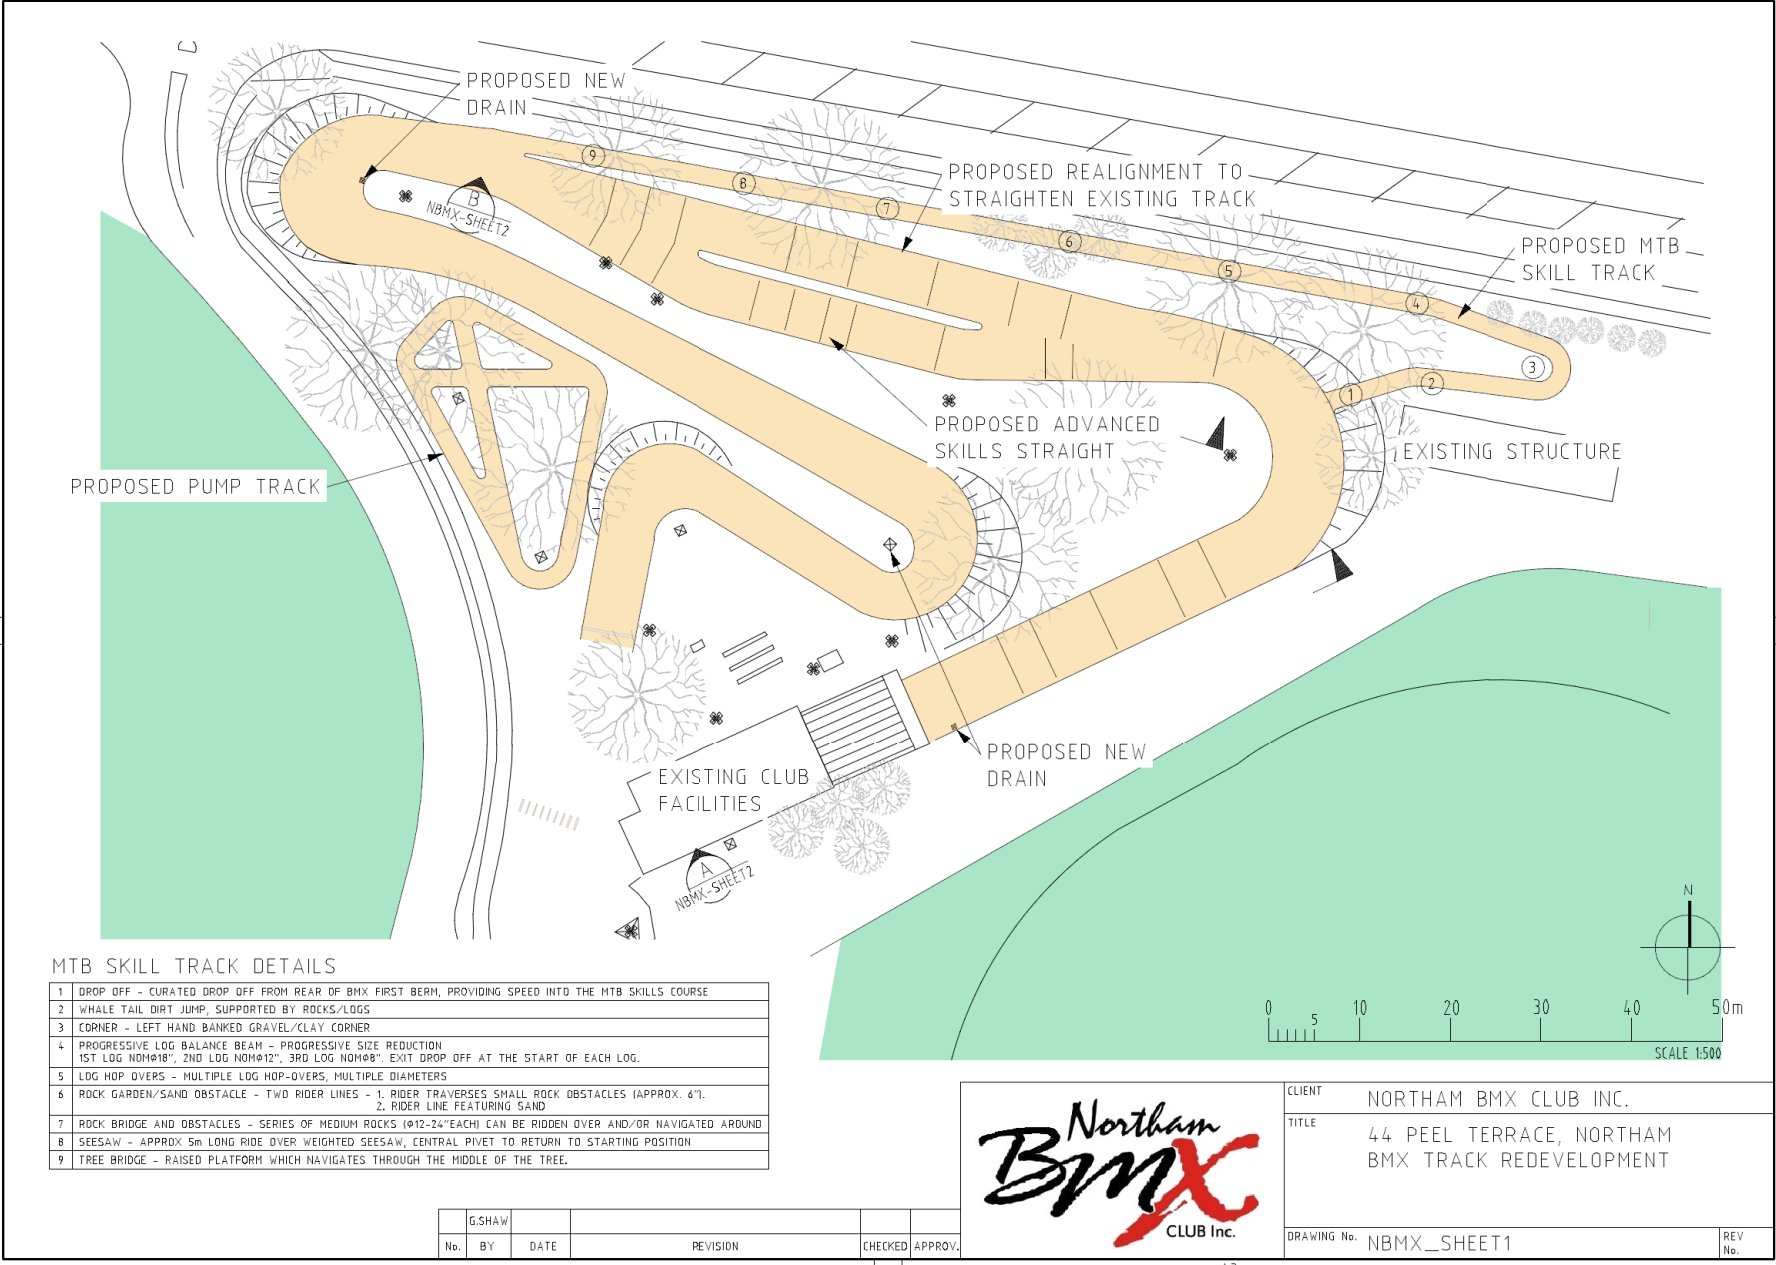 PROPOSED NEW
DRAIN
PROPOSED REALIGNMENT TO
STRAIGHTEN EXISTING TRACK
PROPOSED MTB
SKILL TRACK
9
8
7
6
5
4
3
2
1
B
NBMX-SHEET2
PROPOSED ADVANCED
SKILLS STRAIGHT
EXISTING STRUCTURE
PROPOSED PUMP TRACK
PROPOSED NEW
DRAIN
EXISTING CLUB
FACILITIES
A
NBMX-SHEET2
N
0 5 10 20 30 40 50m
SCALE 1:500
MTB SKILL TRACK DETAILS
1 DROP OFF - CURATED DROP OFF FROM REAR OF BMX FIRST BERM, PROVIDING SPEED INTO THE MTB SKILLS COURSE
2 WHALE TAIL DIRT JUMP, SUPPORTED BY ROCKS/LOGS
3 CORNER - LEFT HAND BANKED GRAVEL/CLAY CORNER
4 PROGRESSIVE LOG BALANCE BEAM - PROGRESSIVE SIZE REDUCTION
1ST LOG NOMø18", 2ND LOG NOMø12", 3RD LOG NOMø8". EXIT DROP OFF AT THE START OF EACH LOG.
5 LOG HOP OVERS - MULTIPLE LOG HOP-OVERS, MULTIPLE DIAMETERS
6 ROCK GARDEN/SAND OBSTACLE - TWO RIDER LINES - 1. RIDER TRAVERSES SMALL ROCK OBSTACLES (APPROX. 6").
2. RIDER LINE FEATURING SAND
7 ROCK BRIDGE AND OBSTACLES - SERIES OF MEDIUM ROCKS (ø12-24"EACH) CAN BE RIDDEN OVER AND/OR NAVIGATED AROUND
8 SEESAW - APPROX 5m LONG RIDE OVER WEIGHTED SEESAW, CENTRAL PIVET TO RETURN TO STARTING POSITION
9 TREE BRIDGE - RAISED PLATFORM WHICH NAVIGATES THROUGH THE MIDDLE OF THE TREE.
G.SHAW
No. BY DATE REVISION CHECKED APPROV.
Northam
BMX
CLUB Inc.
CLIENT NORTHAM BMX CLUB INC.
TITLE 44 PEEL TERRACE, NORTHAM
BMX TRACK REDEVELOPMENT
DRAWING No. NBMX_SHEET1
REV
No.